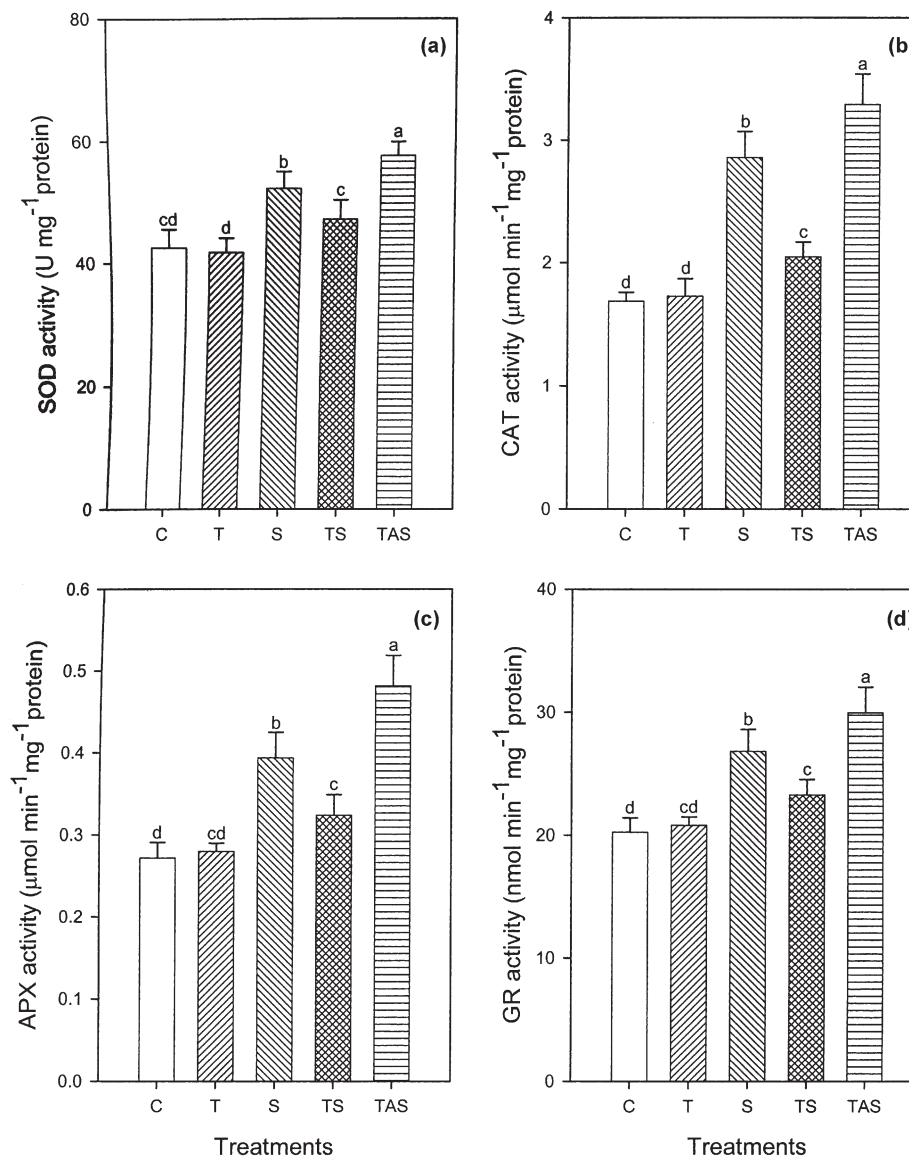 80
(a)
a
60
b
c
cd
d
40
20
0
C T S TS TAS
SOD activity (U mg⁻¹protein)
4
(b)
a
b
3
c
2
d d
1
0
C T S TS TAS
CAT activity (μmol min⁻¹mg⁻¹protein)
0.6
(c)
a
0.5
b
0.4
c
d cd
0.3
0.2
0.1
0.0
C T S TS TAS
APX activity (μmol min⁻¹mg⁻¹protein)
Treatments
40
(d)
a
30
b
c
d cd
20
10
0
C T S TS TAS
GR activity (nmol min⁻¹mg⁻¹protein)
Treatments